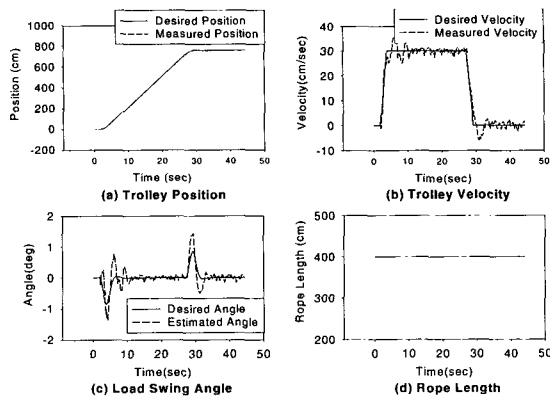 Desired Position
Measured Position
1000
800
600
400
200
0
-200
Position (cm)
0 10 20 30 40 50
Time (sec)
(a) Trolley Position
Desired Velocity
Measured Velocity
40
30
20
10
0
-10
Velocity(cm/sec)
0 10 20 30 40 50
Time(sec)
(b) Trolley Velocity
2
1
0
-1
-2
Angle(deg)
Desired Angle
Estimated Angle
0 10 20 30 40 50
Time(sec)
(c) Load Swing Angle
500
400
300
200
Rope Length (cm)
0 10 20 30 40 50
Time(sec)
(d) Rope Length